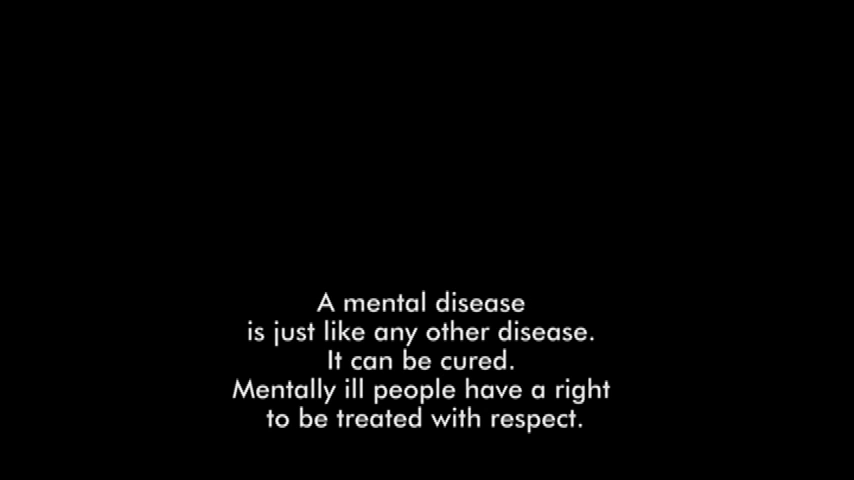 A mental disease
is just like any other disease.
It can be cured.
Mentally ill people have a right
to be treated with respect.